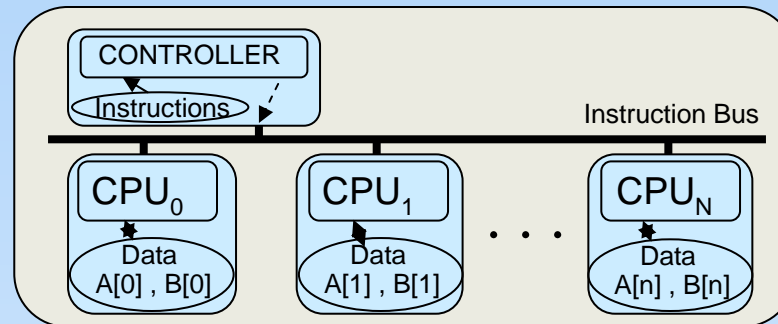 CONTROLLER
Instructions
Instruction Bus
CPU0
CPU1
. . .
CPUN
Data
A[0] , B[0]
Data
A[1] , B[1]
Data
A[n] , B[n]